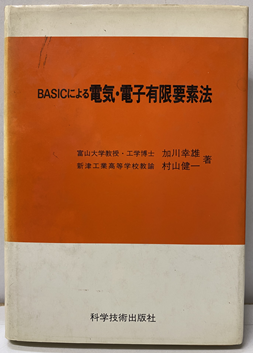 BASICによる電気・電子有限要素法
富山大学教授・工学博士 加川幸雄
新津工業高等学校教諭 村山健一 著
科学技術出版社